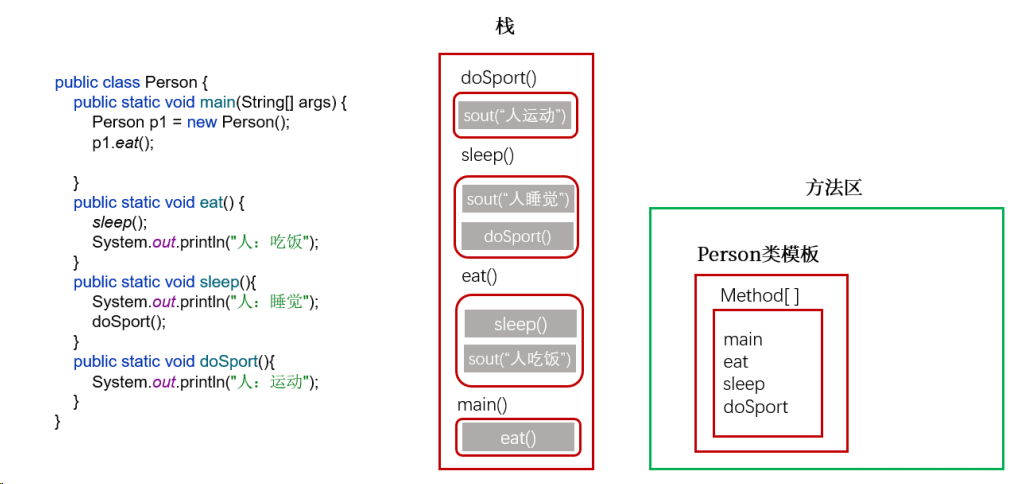 public class Person {
public static void main(String[] args) {
Person p1 = new Person();
p1.eat();
}
public static void eat() {
sleep();
System.out.println("人：吃饭");
}
public static void sleep(){
System.out.println("人：睡觉");
doSport();
}
public static void doSport(){
System.out.println("人：运动");
}
}
栈
doSport()
sout(“人运动”)
sleep()
sout(“人睡觉”)
doSport()
eat()
sleep()
sout(“人吃饭”)
main()
eat()
方法区
Person类模板
Method[ ]
main
eat
sleep
doSport